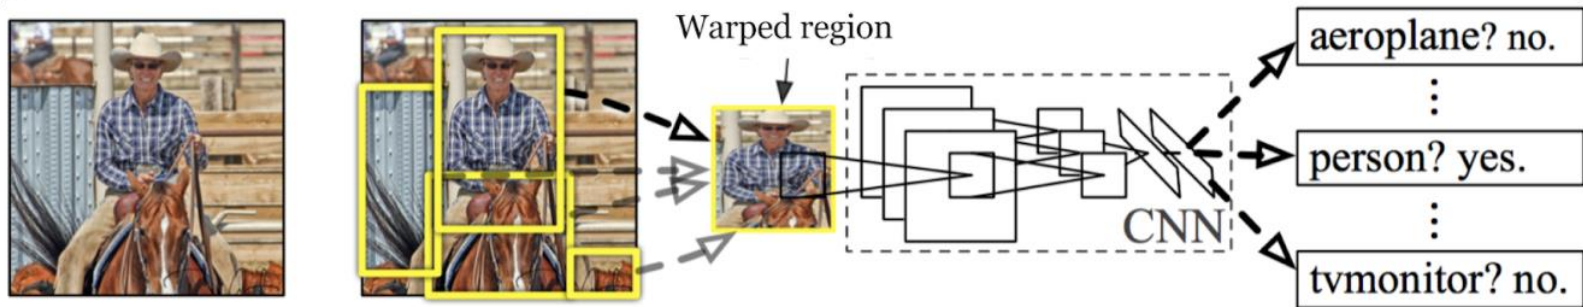 Warped region
aeroplane? no.
⋮
person? yes.
⋮
tvmonitor? no.
CNN